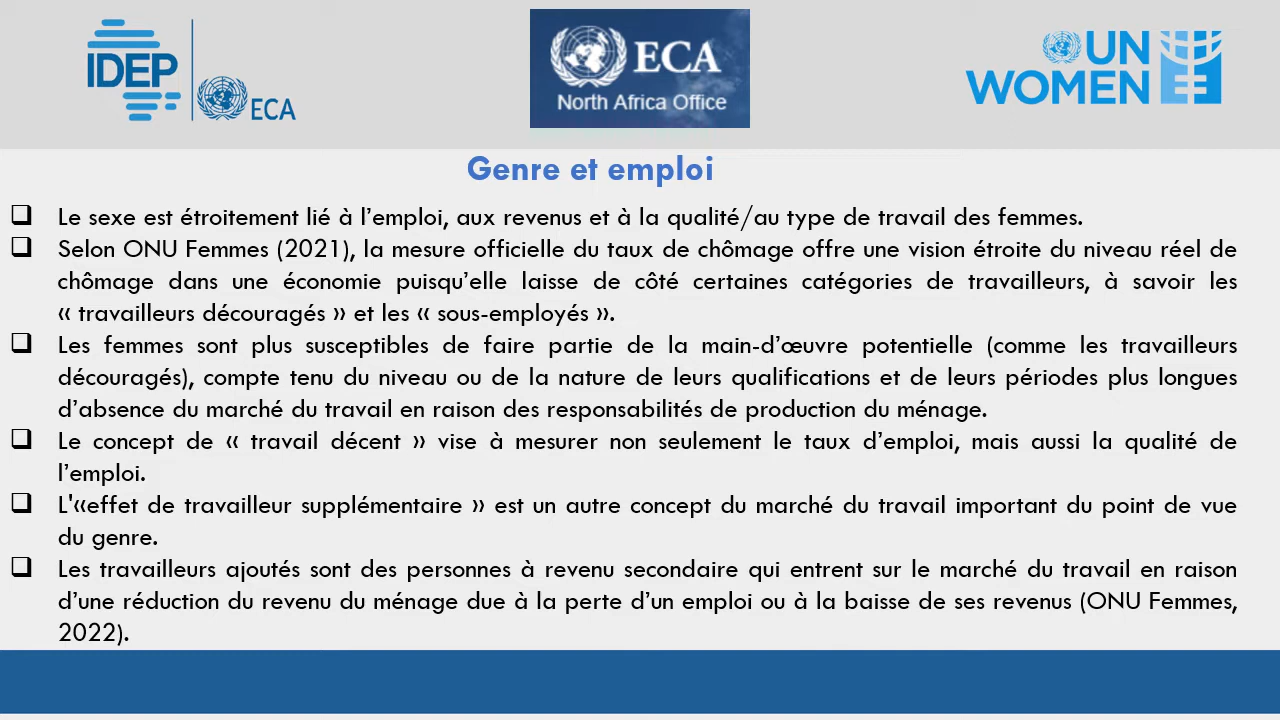 IDEP
ECA
ECA
North Africa Office
UN
WOMEN
Genre et emploi
❑ Le sexe est étroitement lié à l’emploi, aux revenus et à la qualité/au type de travail des femmes.
❑ Selon ONU Femmes (2021), la mesure officielle du taux de chômage offre une vision étroite du niveau réel de
chômage dans une économie puisqu’elle laisse de côté certaines catégories de travailleurs, à savoir les
« travailleurs découragés » et les « sous-employés ».
❑ Les femmes sont plus susceptibles de faire partie de la main-d’œuvre potentielle (comme les travailleurs
découragés), compte tenu du niveau ou de la nature de leurs qualifications et de leurs périodes plus longues
d’absence du marché du travail en raison des responsabilités de production du ménage.
❑ Le concept de « travail décent » vise à mesurer non seulement le taux d’emploi, mais aussi la qualité de
l’emploi.
❑ L'«effet de travailleur supplémentaire » est un autre concept du marché du travail important du point de vue
du genre.
❑ Les travailleurs ajoutés sont des personnes à revenu secondaire qui entrent sur le marché du travail en raison
d’une réduction du revenu du ménage due à la perte d’un emploi ou à la baisse de ses revenus (ONU Femmes,
2022).